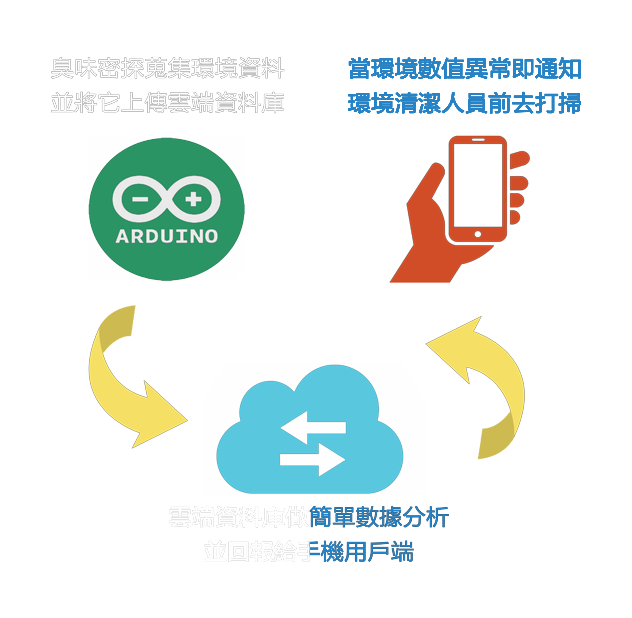 臭味密探蒐集環境資料
並將它上傳雲端資料庫
當環境數值異常即通知
環境清潔人員前去打掃
ARDUINO
雲端資料庫做簡單數據分析
並回報給手機用戶端